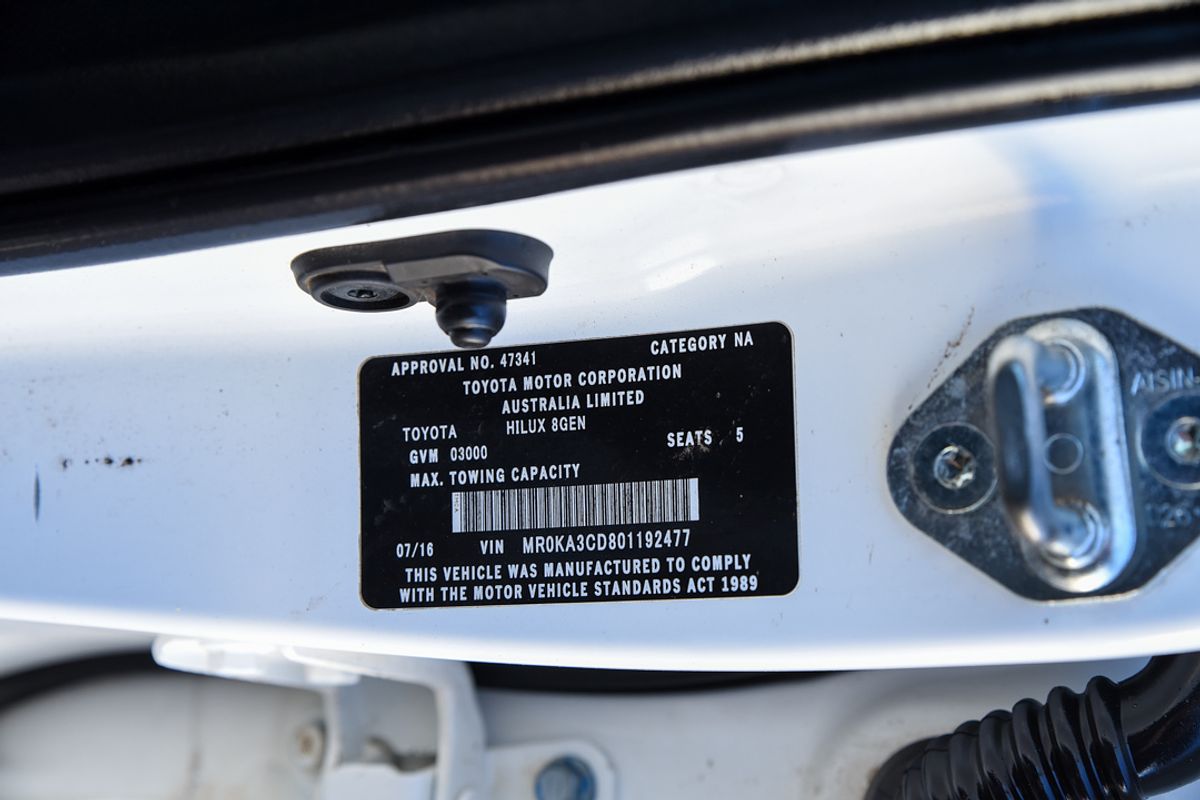 APPROVAL NO. 47341 CATEGORY NA
TOYOTA MOTOR CORPORATION
AUSTRALIA LIMITED
TOYOTA HILUX 8GEN
GVM 03000 SEATS 5
MAX. TOWING CAPACITY
07/16 VIN MR0KA3CD801192477
THIS VEHICLE WAS MANUFACTURED TO COMPLY
WITH THE MOTOR VEHICLE STANDARDS ACT 1989
AISIN